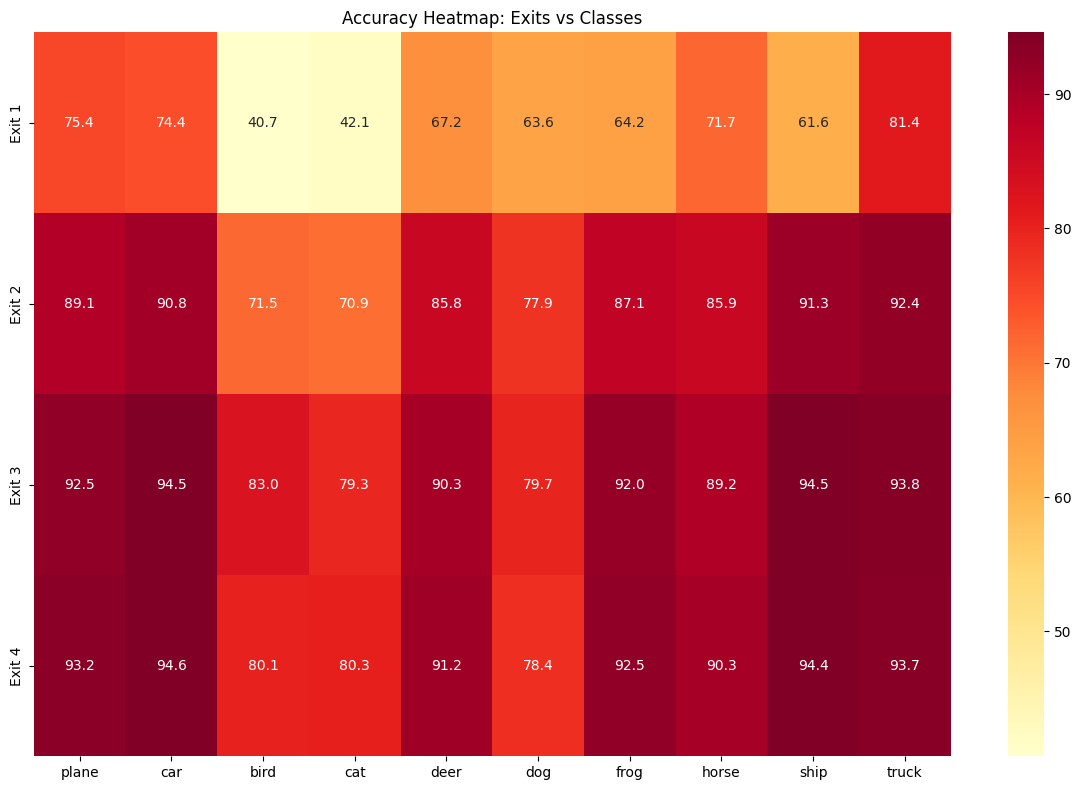 Accuracy Heatmap: Exits vs Classes
Exit 1
75.4 74.4 40.7 42.1 67.2 63.6 64.2 71.7 61.6 81.4
Exit 2
89.1 90.8 71.5 70.9 85.8 77.9 87.1 85.9 91.3 92.4
Exit 3
92.5 94.5 83.0 79.3 90.3 79.7 92.0 89.2 94.5 93.8
Exit 4
93.2 94.6 80.1 80.3 91.2 78.4 92.5 90.3 94.4 93.7
plane car bird cat deer dog frog horse ship truck
90
80
70
60
50